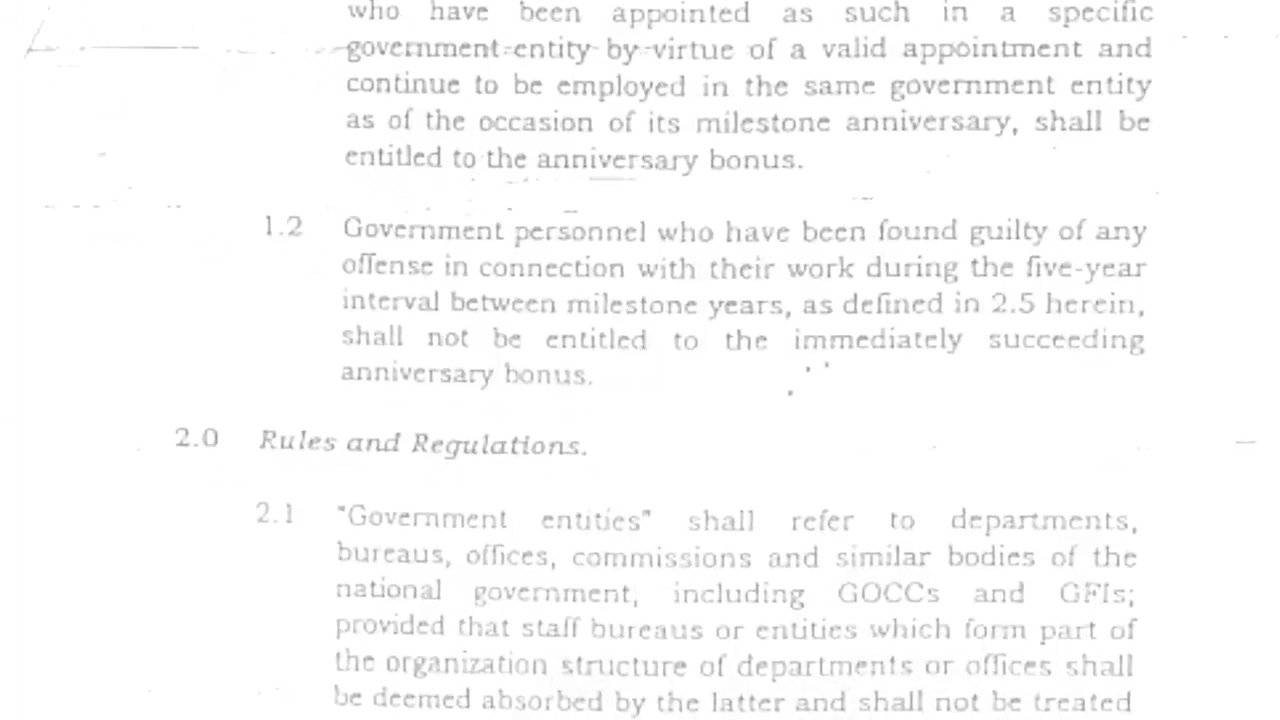 who have been appointed as such in a specific
government entity by virtue of a valid appointment and
continue to be employed in the same government entity
as of the occasion of its milestone anniversary, shall be
entitled to the anniversary bonus.
1.2 Government personnel who have been found guilty of any
offense in connection with their work during the five-year
interval between milestone years, as defined in 2.5 herein,
shall not be entitled to the immediately succeeding
anniversary bonus.
2.0 Rules and Regulations.
2.1 "Government entities" shall refer to departments,
bureaus, offices, commissions and similar bodies of the
national government, including GOCCs and GFIs;
provided that staff bureaus or entities which form part of
the organization structure of departments or offices shall
be deemed absorbed by the latter and shall not be treated